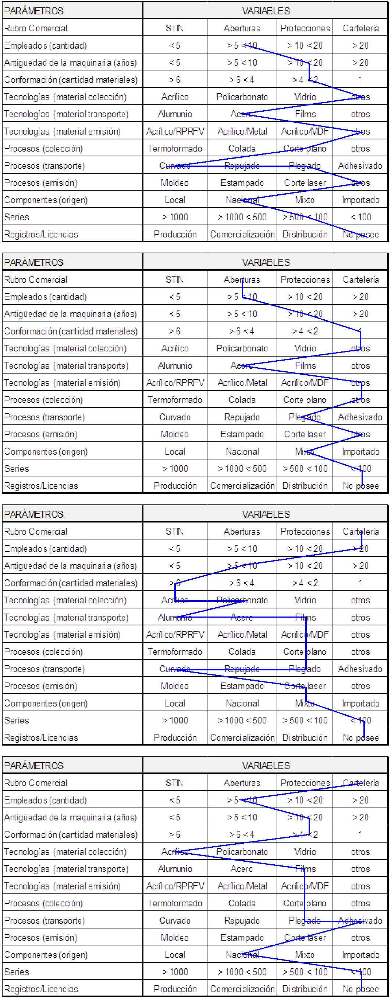 PARÁMETROS VARIABLES
Rubro Comercial STIN Aberturas Protecciones Cartelería
Empleados (cantidad) < 5 > 5 < 10 > 10 < 20 > 20
Antigüedad de la maquinaria (años) < 5 > 5 < 10 > 10 < 20 > 20
Conformación (cantidad materiales) > 6 > 6 < 4 > 4 < 2 1
Tecnologías (material colección) Acrílico Policarbonato Vidrio otros
Tecnologías (material transporte) Alumunio Acero Films otros
Tecnologías (material emisión) Acrílico/RPRFV Acrílico/Metal Acrílico/MDF otros
Procesos (colección) Termoformado Colada Corte plano otros
Procesos (transporte) Curvado Repujado Plegado Adhesivado
Procesos (emisión) Moldeo Estampado Corte laser otros
Componentes (origen) Local Nacional Mixto Importado
Series > 1000 > 1000 < 500 > 500 < 100 < 100
Registros/Licencias Producción Comercialización Distribución No posee
PARÁMETROS VARIABLES
Rubro Comercial STIN Aberturas Protecciones Cartelería
Empleados (cantidad) < 5 > 5 < 10 > 10 < 20 > 20
Antigüedad de la maquinaria (años) < 5 > 5 < 10 > 10 < 20 > 20
Conformación (cantidad materiales) > 6 > 6 < 4 > 4 < 2 1
Tecnologías (material colección) Acrílico Policarbonato Vidrio otros
Tecnologías (material transporte) Alumunio Acero Films otros
Tecnologías (material emisión) Acrílico/RPRFV Acrílico/Metal Acrílico/MDF otros
Procesos (colección) Termoformado Colada Corte plano otros
Procesos (transporte) Curvado Repujado Plegado Adhesivado
Procesos (emisión) Moldeo Estampado Corte laser otros
Componentes (origen) Local Nacional Mixto Importado
Series > 1000 > 1000 < 500 > 500 < 100 < 100
Registros/Licencias Producción Comercialización Distribución No posee
PARÁMETROS VARIABLES
Rubro Comercial STIN Aberturas Protecciones Cartelería
Empleados (cantidad) < 5 > 5 < 10 > 10 < 20 > 20
Antigüedad de la maquinaria (años) < 5 > 5 < 10 > 10 < 20 > 20
Conformación (cantidad materiales) > 6 > 6 < 4 > 4 < 2 1
Tecnologías (material colección) Acrílico Policarbonato Vidrio otros
Tecnologías (material transporte) Alumunio Acero Films otros
Tecnologías (material emisión) Acrílico/RPRFV Acrílico/Metal Acrílico/MDF otros
Procesos (colección) Termoformado Colada Corte plano otros
Procesos (transporte) Curvado Repujado Plegado Adhesivado
Procesos (emisión) Moldeo Estampado Corte laser otros
Componentes (origen) Local Nacional Mixto Importado
Series > 1000 > 1000 < 500 > 500 < 100 < 100
Registros/Licencias Producción Comercialización Distribución No posee
PARÁMETROS VARIABLES
Rubro Comercial STIN Aberturas Protecciones Cartelería
Empleados (cantidad) < 5 > 5 < 10 > 10 < 20 > 20
Antigüedad de la maquinaria (años) < 5 > 5 < 10 > 10 < 20 > 20
Conformación (cantidad materiales) > 6 > 6 < 4 > 4 < 2 1
Tecnologías (material colección) Acrílico Policarbonato Vidrio otros
Tecnologías (material transporte) Alumunio Acero Films otros
Tecnologías (material emisión) Acrílico/RPRFV Acrílico/Metal Acrílico/MDF otros
Procesos (colección) Termoformado Colada Corte plano otros
Procesos (transporte) Curvado Repujado Plegado Adhesivado
Procesos (emisión) Moldeo Estampado Corte laser otros
Componentes (origen) Local Nacional Mixto Importado
Series > 1000 > 1000 < 500 > 500 < 100 < 100
Registros/Licencias Producción Comercialización Distribución No posee